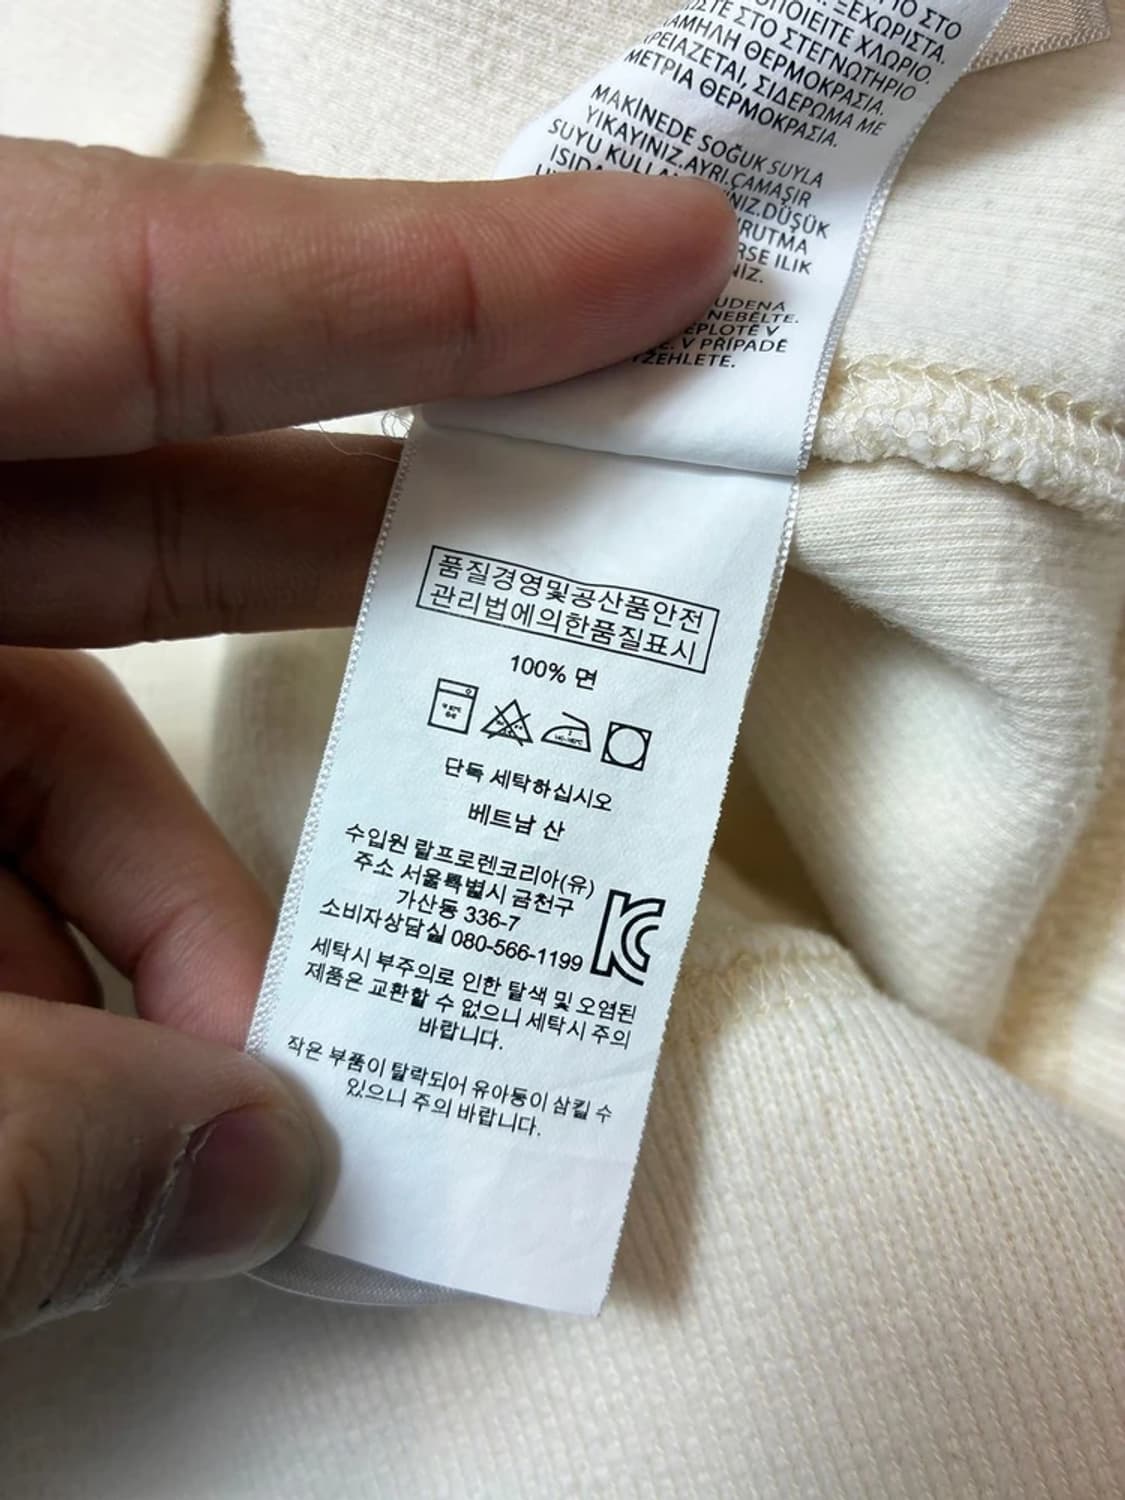 ΤΟ ΣΤΟ
ΞΕΧΩΡΙΣΤΑ.
ΧΛΩΡΙΟ.
ΣΤΟ ΣΤΕΓΝΩΤΗΡΙΟ
ΘΕΡΜΟΚΡΑΣΙΑ.
ΣΙΔΕΡΩΜΑ ΜΕ
ΜΕΤΡΙΑ ΘΕΡΜΟΚΡΑΣΙΑ.
MAKİNEDE SOĞUK SUYLA
YIKAYINIZ.AYRI.ÇAMAŞIR
SUYU
DÜŞÜK
ILIK
NEBĚLTE.
V
V PŘÍPADĚ
품질경영및공산품안전
관리법에의한품질표시
100% 면
단독 세탁하십시오
베트남 산
수입원 랄프로렌코리아(유)
주소 서울특별시 금천구
가산동 336-7
소비자상담실 080-566-1199
KC
세탁시 부주의로 인한 탈색 및 오염된
제품은 교환할 수 없으니 세탁시 주의
바랍니다.
작은 부품이 탈락되어 유아등이 삼킬 수
있으니 주의 바랍니다.